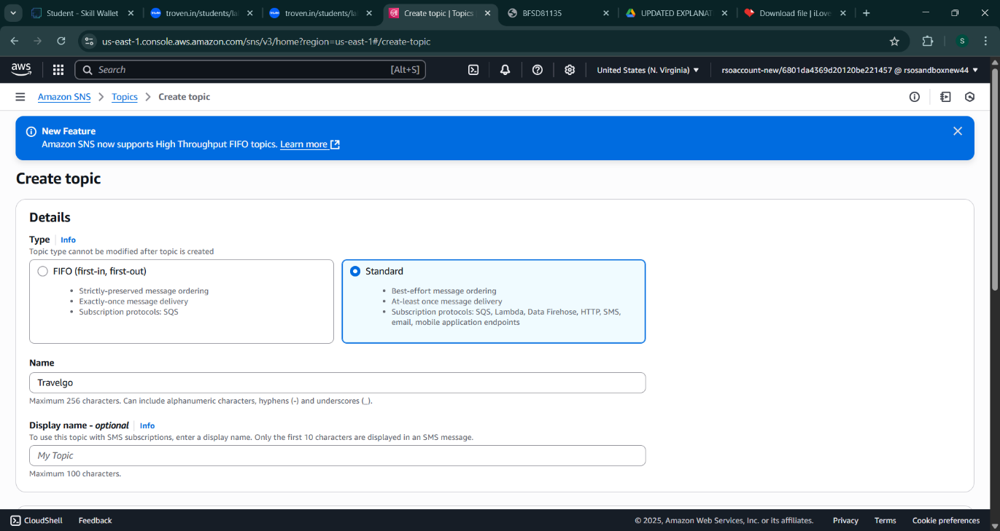 Student - Skill Wallet
troven.in/students/la
troven.in/students/la
Create topic | Topics
BFSD81135
UPDATED EXPLANAT
Download file | iLove
us-east-1.console.aws.amazon.com/sns/v3/home?region=us-east-1#/create-topic
S
aws
Search
[Alt+S]
United States (N. Virginia)
rsoaccount-new/6801da4369d20120be221457 @ rsosandboxnew44
Amazon SNS
Topics
Create topic
New Feature
Amazon SNS now supports High Throughput FIFO topics. Learn more
Create topic
Details
Type
Info
Topic type cannot be modified after topic is created
FIFO (first-in, first-out)
• Strictly-preserved message ordering
• Exactly-once message delivery
• Subscription protocols: SQS
Standard
• Best-effort message ordering
• At-least once message delivery
• Subscription protocols: SQS, Lambda, Data Firehose, HTTP, SMS,
email, mobile application endpoints
Name
Travelgo
Maximum 256 characters. Can include alphanumeric characters, hyphens (-) and underscores (_).
Display name - optional
Info
To use this topic with SMS subscriptions, enter a display name. Only the first 10 characters are displayed in an SMS message.
My Topic
Maximum 100 characters.
CloudShell
Feedback
© 2025, Amazon Web Services, Inc. or its affiliates.
Privacy
Terms
Cookie preferences